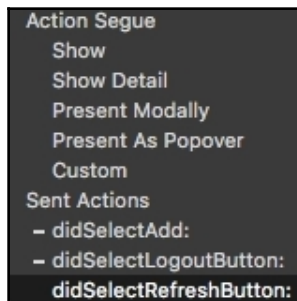 Action Segue
Show
Show Detail
Present Modally
Present As Popover
Custom
Sent Actions
– didSelectAdd:
– didSelectLogoutButton:
didSelectRefreshButton: